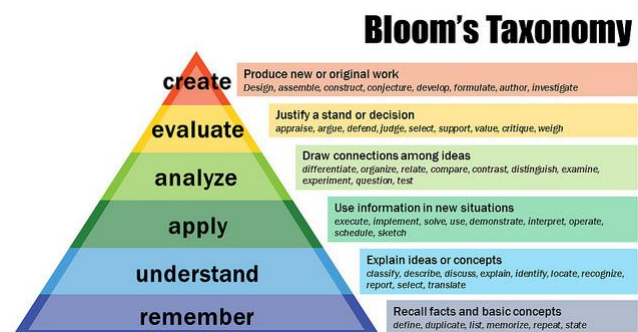 Bloom's Taxonomy
create
Produce new or original work
Design, assemble, construct, conjecture, develop, formulate, author, investigate
evaluate
Justify a stand or decision
appraise, argue, defend, judge, select, support, value, critique, weigh
analyze
Draw connections among ideas
differentiate, organize, relate, compare, contrast, distinguish, examine,
experiment, question, test
apply
Use information in new situations
execute, implement, solve, use, demonstrate, interpret, operate,
schedule, sketch
understand
Explain ideas or concepts
classify, describe, discuss, explain, identify, locate, recognize,
report, select, translate
remember
Recall facts and basic concepts
define, duplicate, list, memorize, repeat, state